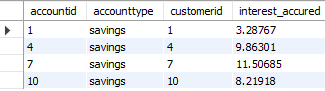 accountid accounttype customerid interest_accured
1 savings 1 3.28767
4 savings 4 9.86301
7 savings 7 11.50685
10 savings 10 8.21918